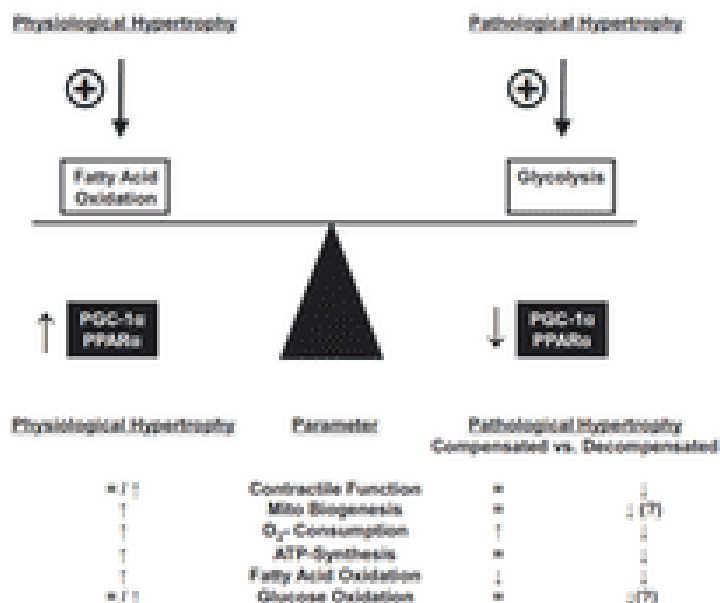 Physiological Hypertrophy Pathological Hypertrophy
+ +
Fatty Acid Glycolysis
Oxidation
↑ PGC-1α ↓ PGC-1α
PPARα PPARα
Physiological Hypertrophy Parameter Pathological Hypertrophy
Compensated vs. Decompensated
= / ↑ Contractile Function = ↓
↑ Mito Biogenesis = ↓ (?)
↑ O₂- Consumption ↑ ↓
↑ ATP-Synthesis = ↓
↑ Fatty Acid Oxidation ↓ ↓
= / ↑ Glucose Oxidation = ↓(?)